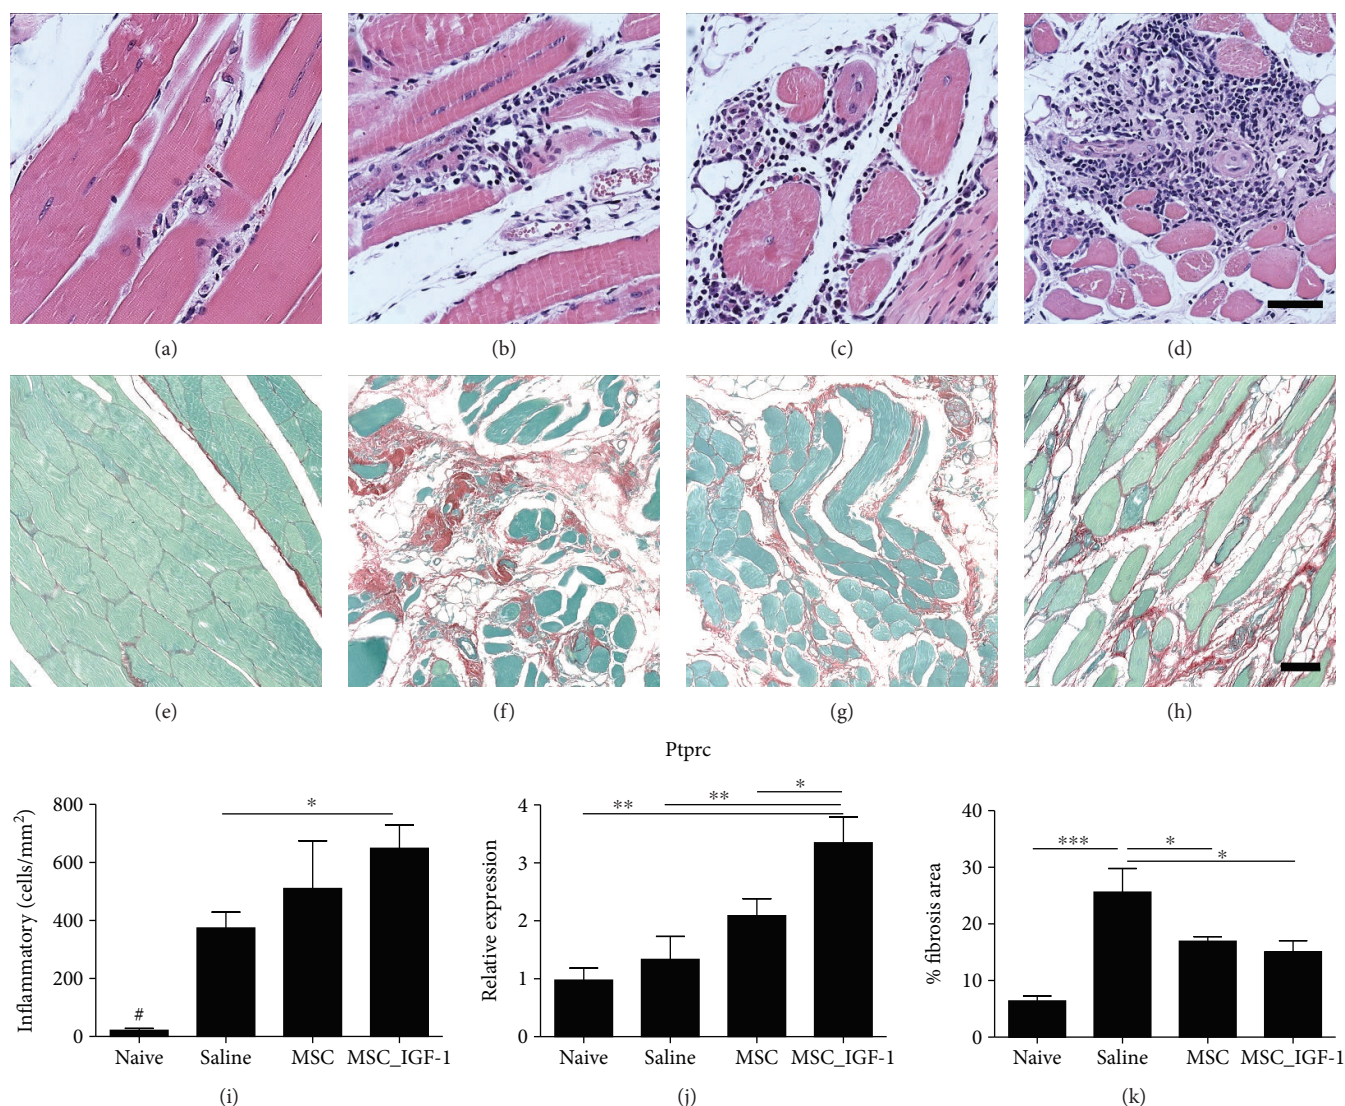 (a) (b) (c) (d)
(e) (f) (g) (h)
Ptprc
Inflammatory (cells/mm²)
800
600
400
200
0
*
#
Naive Saline MSC MSC_IGF-1
(i)
Relative expression
4
3
2
1
0
** ** *
Naive Saline MSC MSC_IGF-1
(j)
% fibrosis area
40
30
20
10
0
*** * *
Naive Saline MSC MSC_IGF-1
(k)